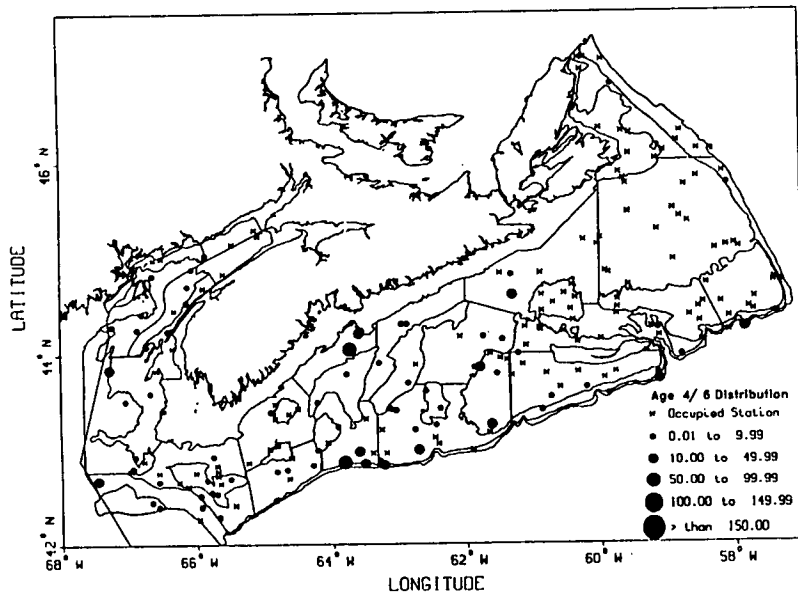 46° N
LATITUDE
44° N
42° N
Age 4/ 6 Distribution
× Occupied Station
0.01 to 9.99
10.00 to 49.99
50.00 to 99.99
100.00 to 149.99
> than 150.00
68° W
66° W
64° W
62° W
60° W
58° W
LONGITUDE